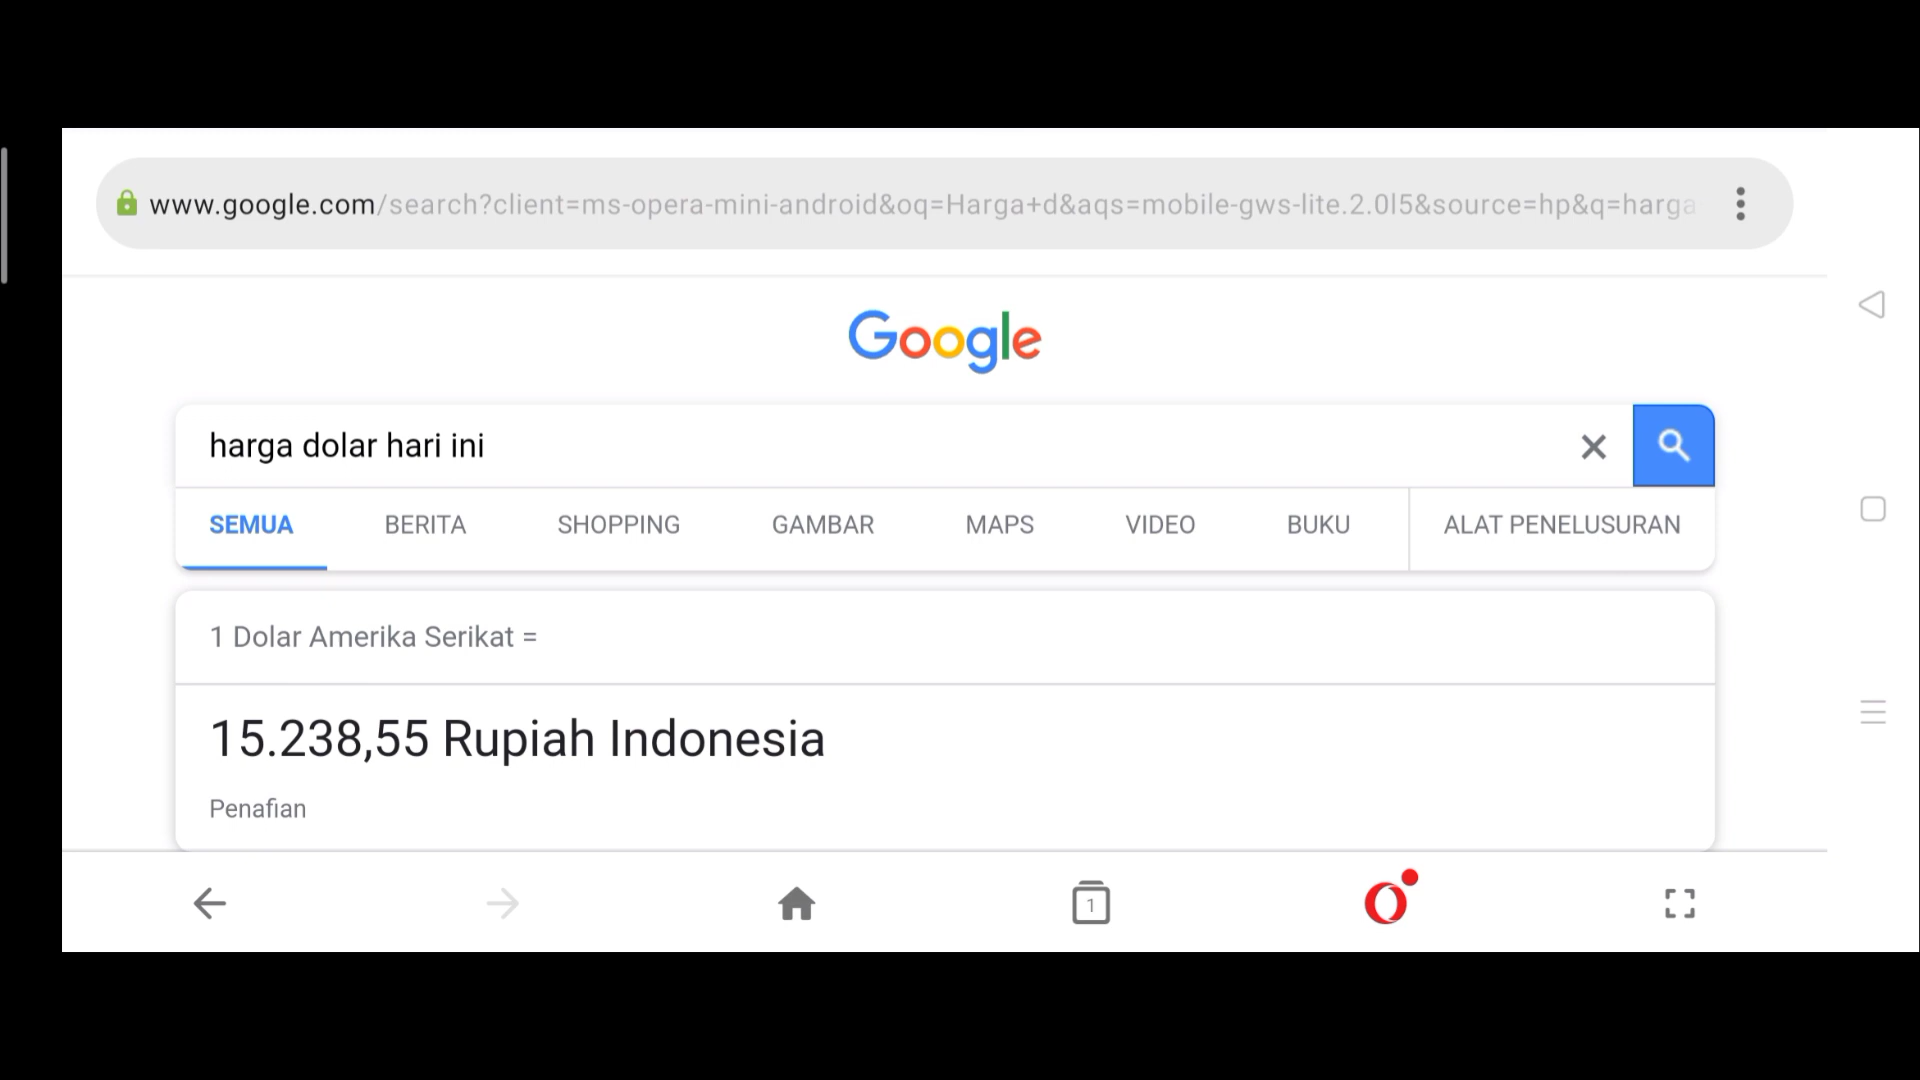 www.google.com/search?client=ms-opera-mini-android&oq=Harga+d&aqs=mobile-gws-lite.2.0l5&source=hp&q=harga
Google
harga dolar hari ini
SEMUA BERITA SHOPPING GAMBAR MAPS VIDEO BUKU ALAT PENELUSURAN
1 Dolar Amerika Serikat =
15.238,55 Rupiah Indonesia
Penafian
1